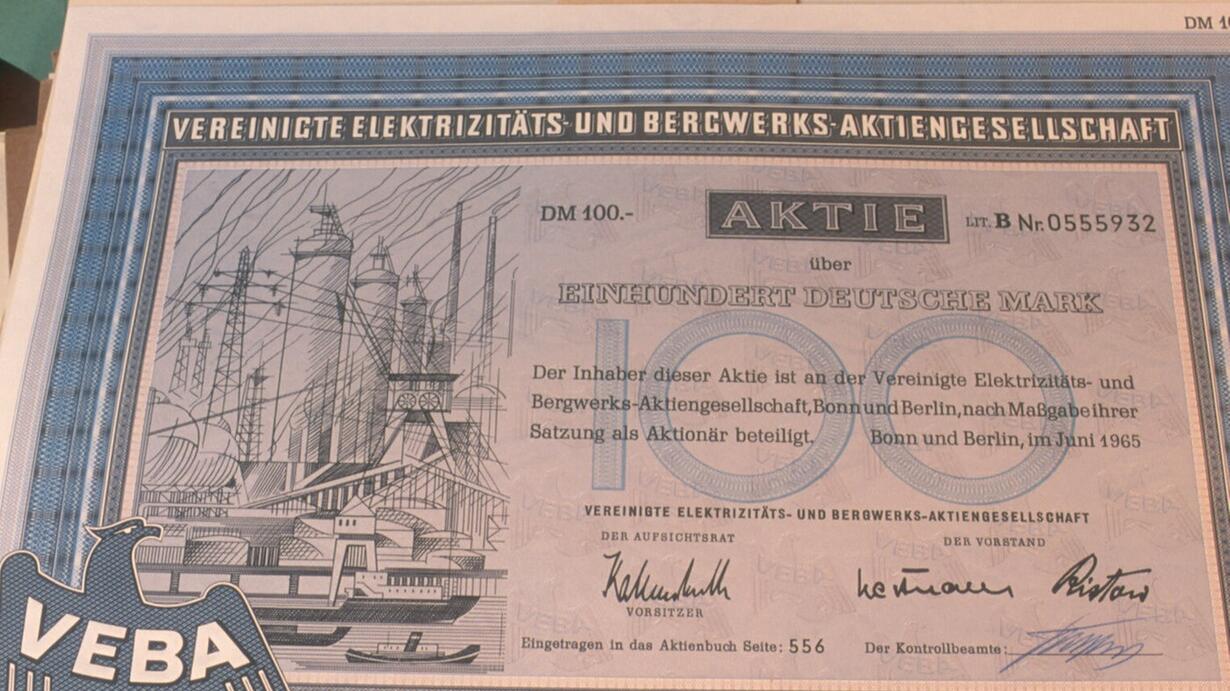 DM 1
VEREINIGTE ELEKTRIZITÄTS- UND BERGWERKS-AKTIENGESELLSCHAFT
DM 100.- AKTIE LIT. B Nr. 0555932
über
EINHUNDERT DEUTSCHE MARK
100
Der Inhaber dieser Aktie ist an der Vereinigte Elektrizitäts- und
Bergwerks-Aktiengesellschaft, Bonn und Berlin, nach Maßgabe ihrer
Satzung als Aktionär beteiligt. Bonn und Berlin, im Juni 1965
VEREINIGTE ELEKTRIZITÄTS- UND BERGWERKS-AKTIENGESELLSCHAFT
DER AUFSICHTSRAT DER VORSTAND
VORSITZER
Eingetragen in das Aktienbuch Seite: 556 Der Kontrollbeamte:
VEBA